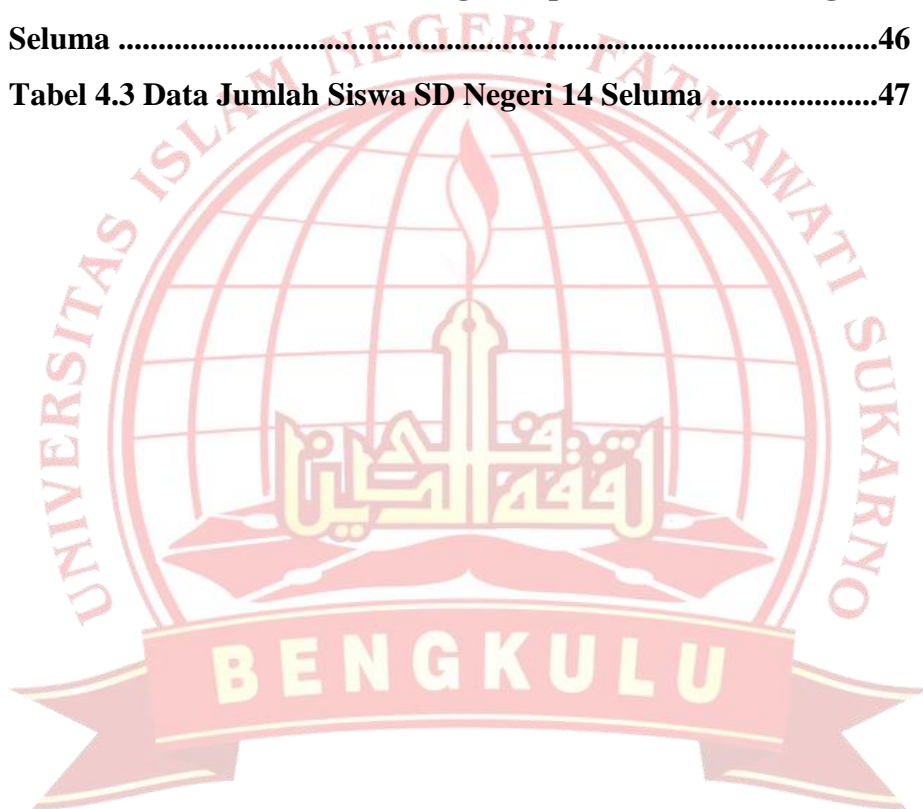 Seluma ................................................................................................46
Tabel 4.3 Data Jumlah Siswa SD Negeri 14 Seluma .....................47
UNIVERSITAS ISLAM NEGERI FATMAWATI SUKARNO
BENGKULU